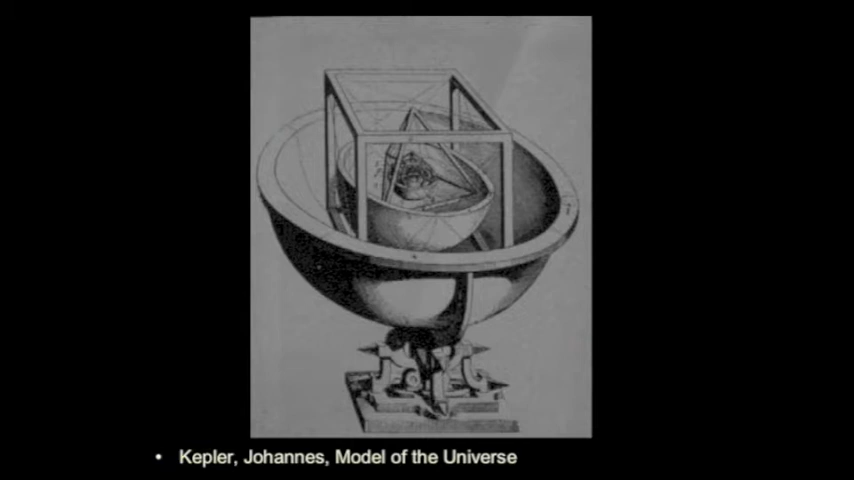 • Kepler, Johannes, Model of the Universe